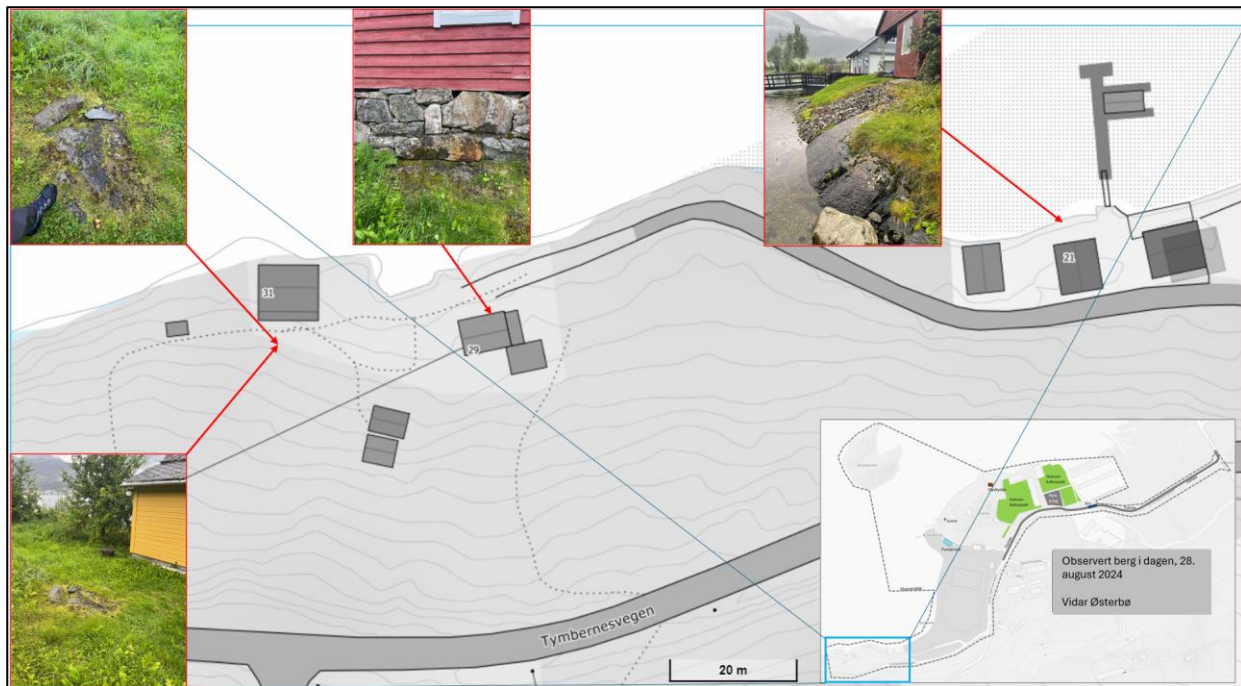 31
29
21
Tymbernesvegen
20 m
Observert berg i dagen, 28.
august 2024
Vidar Østerbø